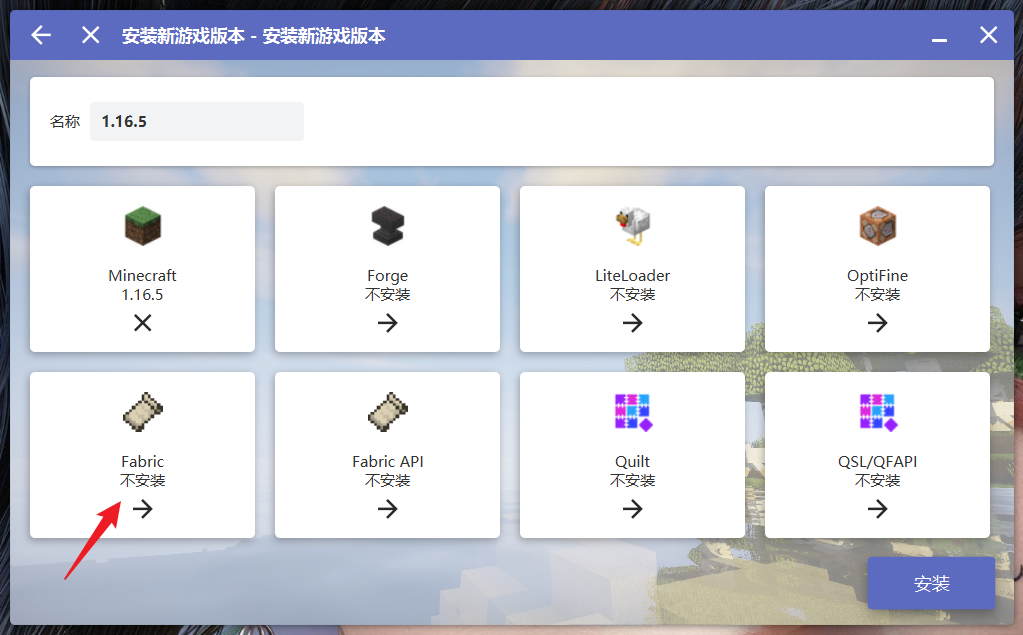 安装新游戏版本 - 安装新游戏版本
名称 1.16.5
Minecraft
1.16.5
Forge
不安装
LiteLoader
不安装
OptiFine
不安装
Fabric
不安装
Fabric API
不安装
Quilt
不安装
QSL/QFAPI
不安装
安装